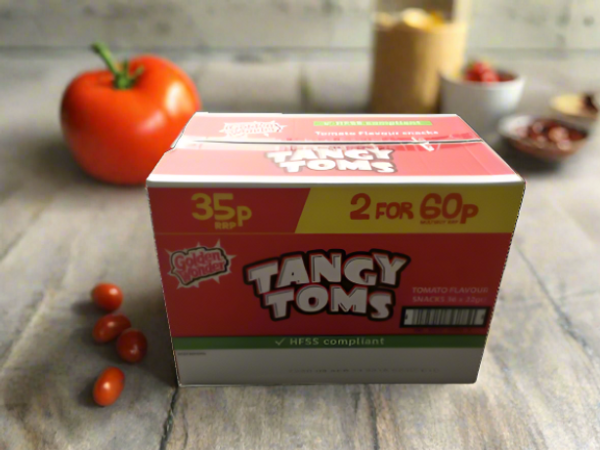 Golden
Wonder
✓ HFSS compliant
Tomato Flavour snacks
TANGY
TOMS
35p
RRP
2 FOR 60p
Golden
Wonder
TANGY
TOMS
TOMATO FLAVOUR
SNACKS
✓ HFSS compliant